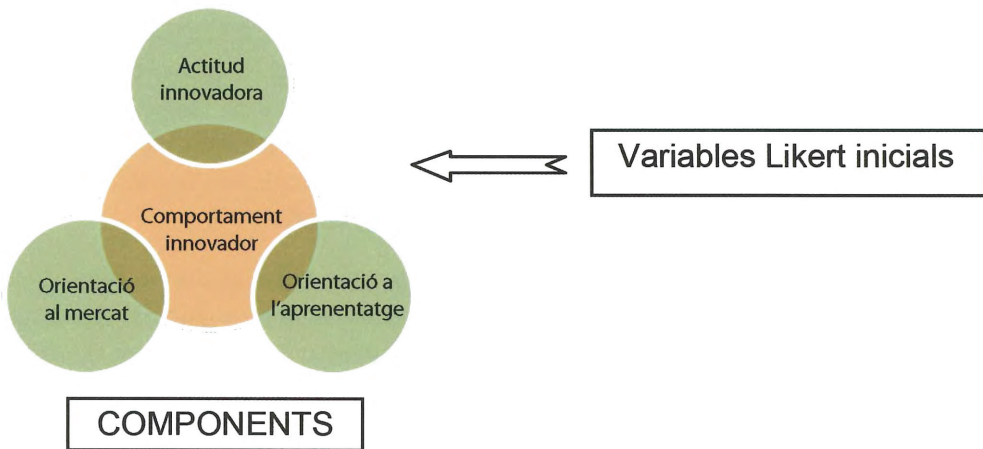 Actitud
innovadora
Variables Likert inicials
Comportament
innovador
Orientació
al mercat
Orientació a
l'aprenentatge
COMPONENTS